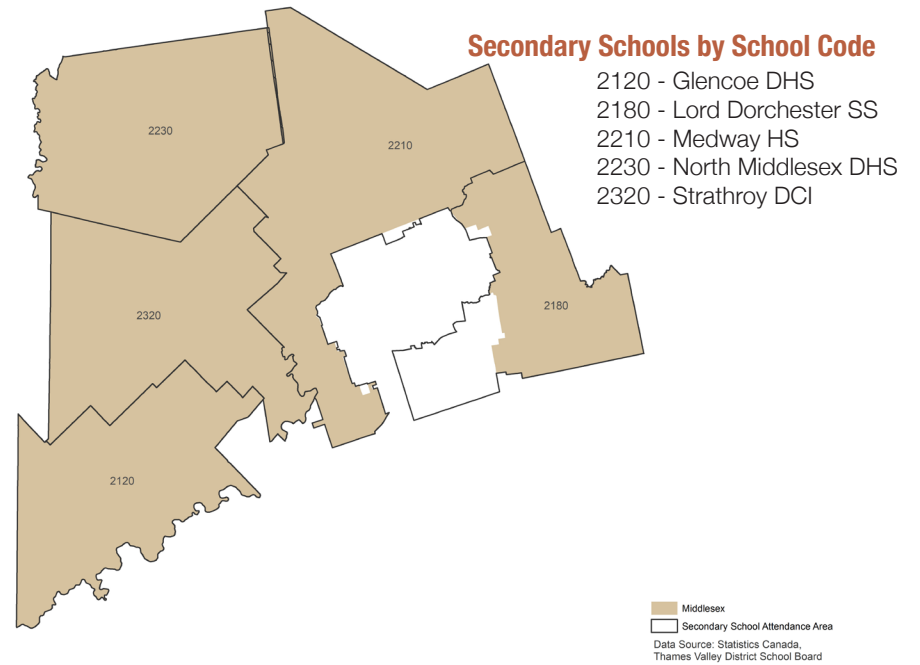 Secondary Schools by School Code
2120 - Glencoe DHS
2180 - Lord Dorchester SS
2210 - Medway HS
2230 - North Middlesex DHS
2320 - Strathroy DCI
2230
2210
2320
2180
2120
Middlesex
Secondary School Attendance Area
Data Source: Statistics Canada,
Thames Valley District School Board